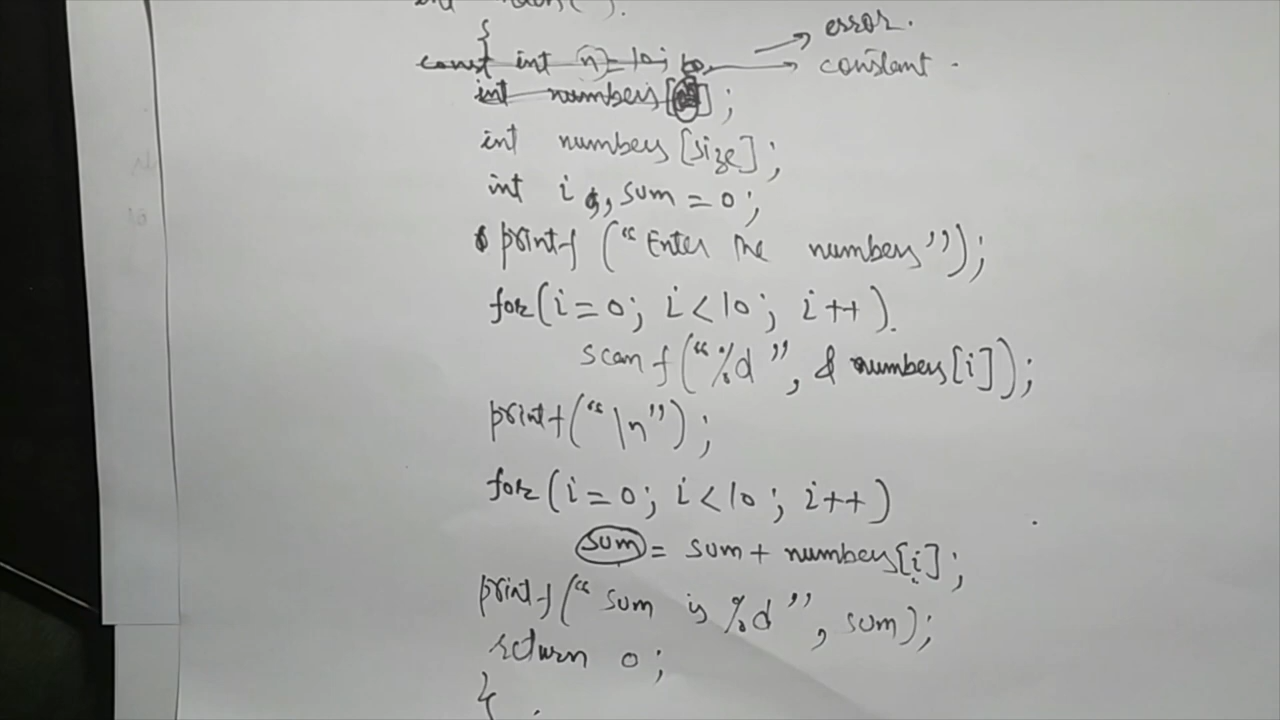 {
error.
const int n = 10;
constant.
int numbers[ ];
int numbers[size];
int i, sum = 0;
printf("Enter the numbers");
for(i=0; i<10; i++).
scanf("%d", & numbers[i]);
printf("\n");
for(i=0; i<10; i++)
sum = sum + numbers[i];
printf("sum is %d", sum);
return 0;
}